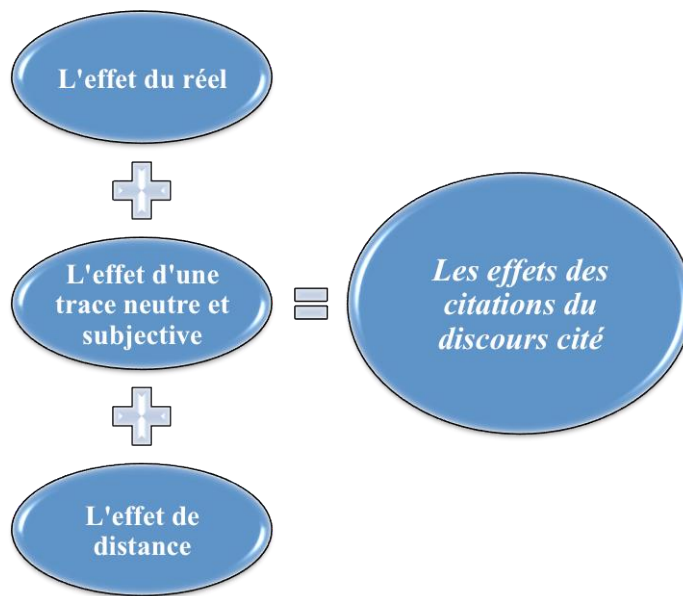 L'effet du réel
L'effet d'une
trace neutre et
subjective
L'effet de
distance
Les effets des
citations du
discours cité